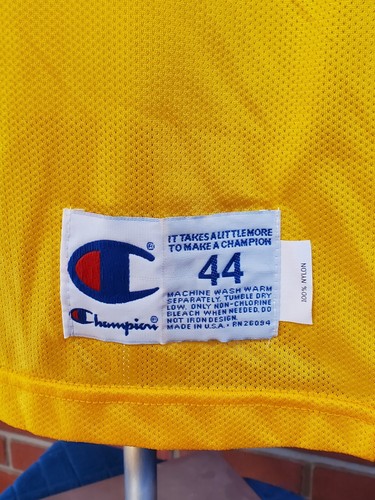 IT TAKES A LITTLE MORE
TO MAKE A CHAMPION
®
44
MACHINE WASH WARM
SEPARATELY. TUMBLE DRY
LOW. ONLY NON-CHLORINE
BLEACH WHEN NEEDED. DO
NOT IRON DESIGN.
MADE IN U.S.A. • RN26094
Champion®
100% NYLON